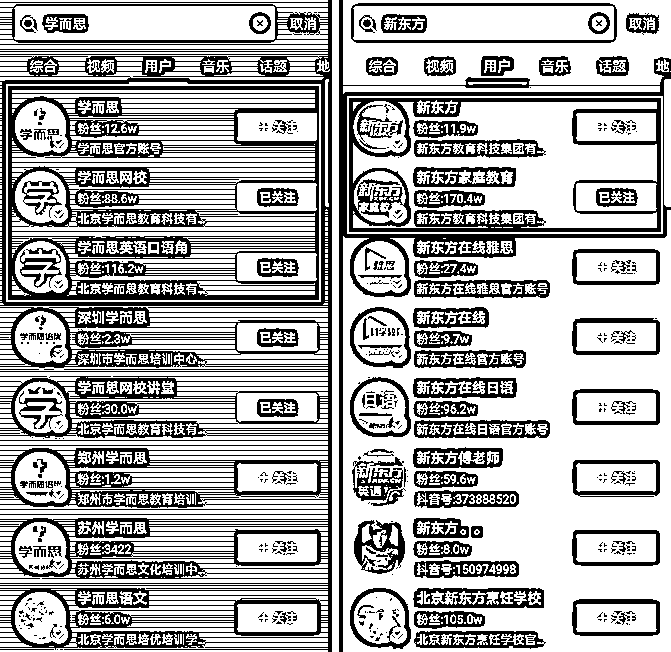 学而思
取消
综合 视频 用户 音乐 话题 地
学而思
粉丝:12.6w
学而思官方账号
关注
学而思网校
粉丝:88.6w
北京学而思教育科技有...
已关注
学而思英语口语角
粉丝:116.2w
北京学而思教育科技有...
已关注
深圳学而思
粉丝:2.3w
深圳市学而思培训中心...
已关注
学而思网校讲堂
粉丝:30.0w
北京学而思教育科技有...
已关注
郑州学而思
粉丝:1.2w
郑州市学而思教育培训...
关注
苏州学而思
粉丝:3422
苏州学而思文化培训中...
关注
学而思语文
粉丝:6.0w
北京学而思培优培训学...
关注
新东方
取消
综合 视频 用户 音乐 话题 地
新东方
粉丝:11.9w
新东方教育科技集团有...
关注
新东方家庭教育
粉丝:170.4w
新东方教育科技集团有...
已关注
新东方在线雅思
粉丝:27.4w
新东方在线雅思官方账号
关注
新东方在线
粉丝:9.7w
新东方在线官方账号
关注
新东方在线日语
粉丝:96.2w
新东方在线日语官方账号
关注
新东方傅老师
粉丝:59.6w
抖音号:373888520
关注
新东方。。
粉丝:8.0w
抖音号:150974998
关注
北京新东方烹饪学校
粉丝:105.0w
北京新东方烹饪学校官...
关注